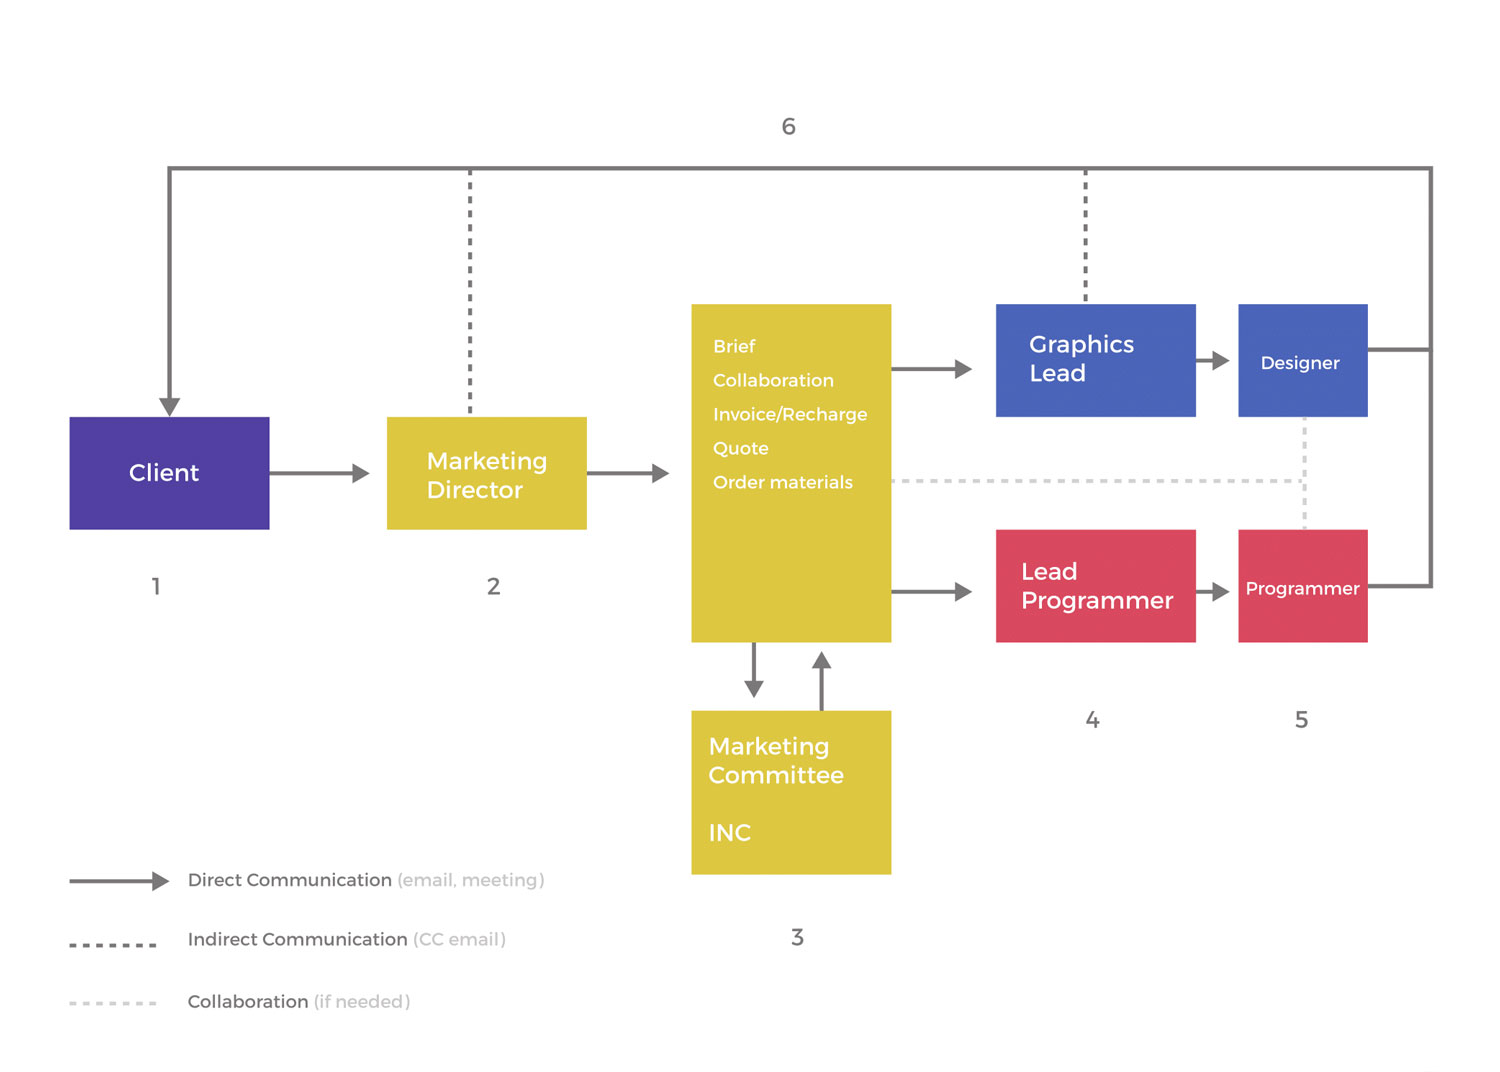 6
Client
Marketing
Director
Brief
Collaboration
Invoice/Recharge
Quote
Order materials
Graphics
Lead
Designer
Lead
Programmer
Programmer
1
2
4
5
Marketing
Committee
INC
3
Direct Communication (email, meeting)
Indirect Communication (CC email)
Collaboration (if needed)